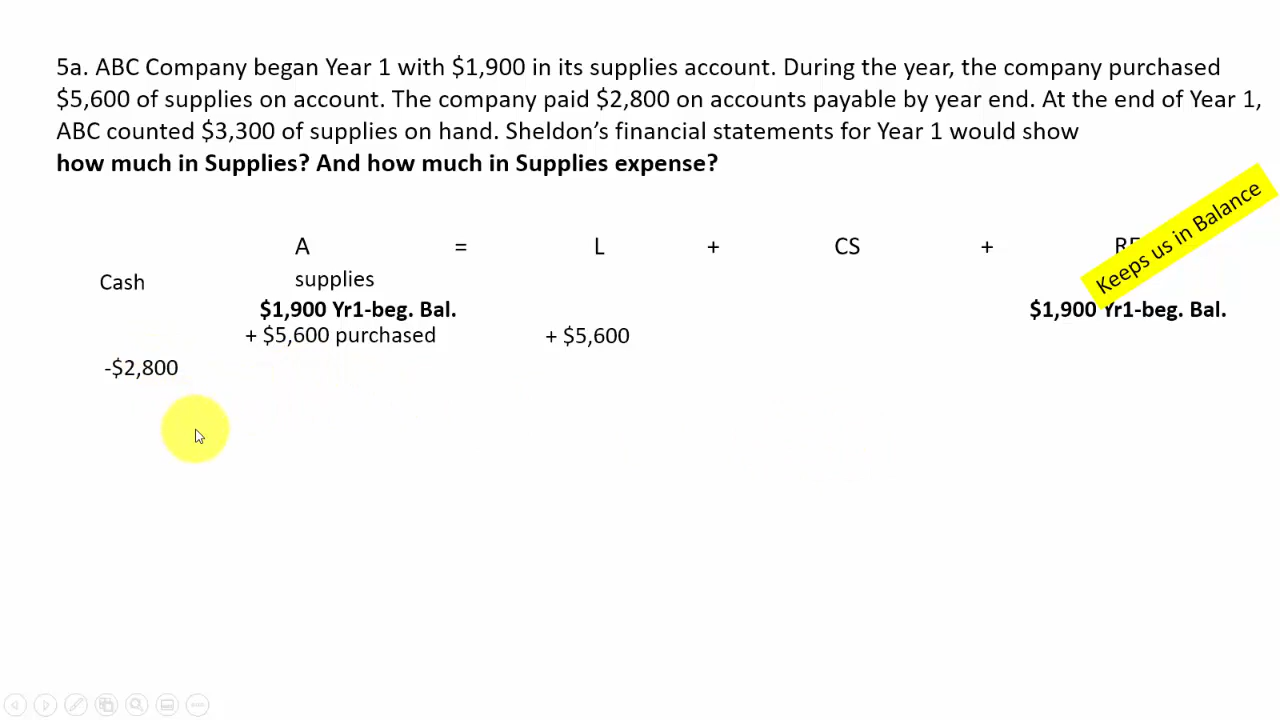 5a. ABC Company began Year 1 with $1,900 in its supplies account. During the year, the company purchased
$5,600 of supplies on account. The company paid $2,800 on accounts payable by year end. At the end of Year 1,
ABC counted $3,300 of supplies on hand. Sheldon’s financial statements for Year 1 would show
how much in Supplies? And how much in Supplies expense?
Keeps us in Balance
A = L + CS + RE
Cash supplies
$1,900 Yr1-beg. Bal. $1,900 Yr1-beg. Bal.
+ $5,600 purchased + $5,600
-$2,800